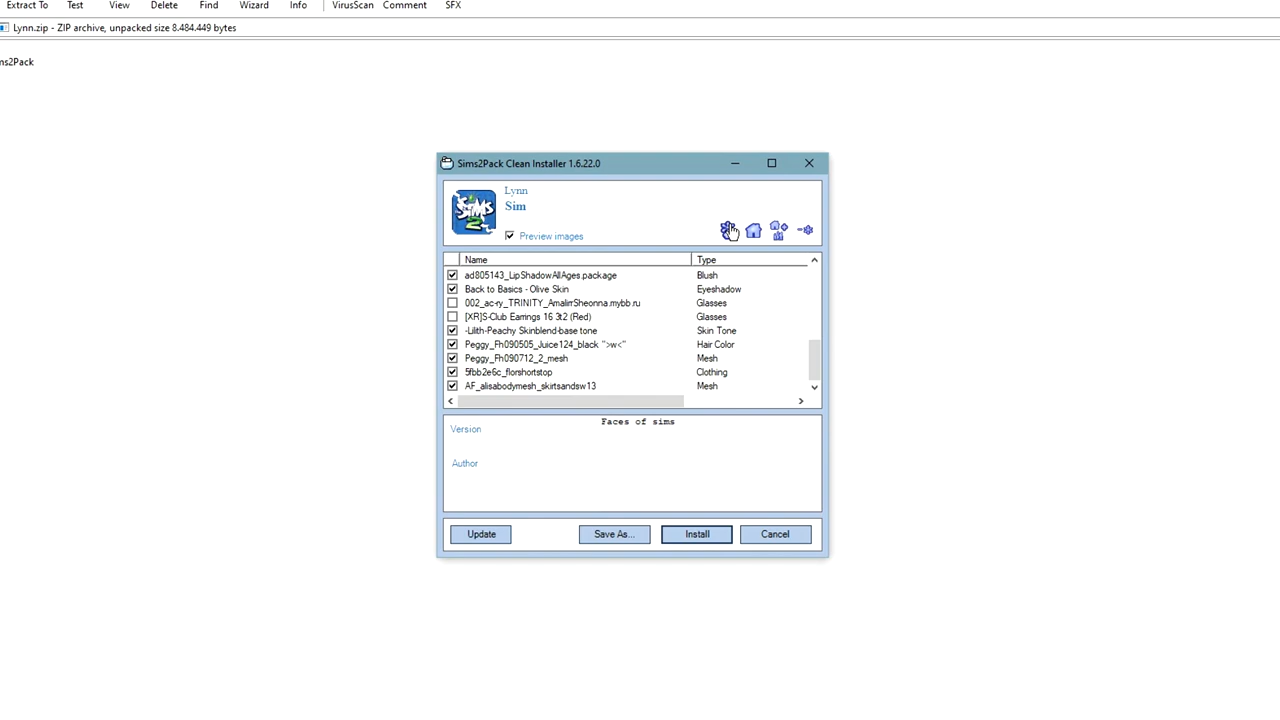 Extract To Test View Delete Find Wizard Info VirusScan Comment SFX
Lynn.zip - ZIP archive, unpacked size 8.484.449 bytes
ms2Pack
Sims2Pack Clean Installer 1.6.22.0
Lynn
Sim
Preview images
Name Type
ad805143_LipShadowAllAges.package Blush
Back to Basics - Olive Skin Eyeshadow
002_ac-ry_TRINITY_AmalirrSheonna.mybb.ru Glasses
[XR]S-Club Earrings 16 3t2 (Red) Glasses
-Lilith-Peachy Skinblend-base tone Skin Tone
Peggy_Fh090505_Juice124_black ">w<" Hair Color
Peggy_Fh090712_2_mesh Mesh
5fbb2e6c_florshortstop Clothing
AF_alisabodymesh_skirtsandsw13 Mesh
Faces of sims
Version
Author
Update Save As... Install Cancel